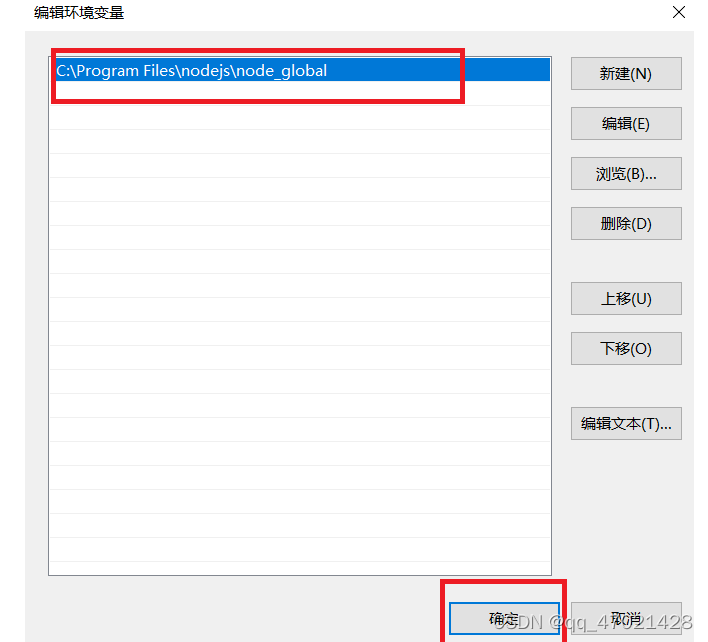 编辑环境变量
C:\Program Files\nodejs\node_global
新建(N)
编辑(E)
浏览(B)...
删除(D)
上移(U)
下移(O)
编辑文本(T)...
确定
取消
CSDN @qq_47021428